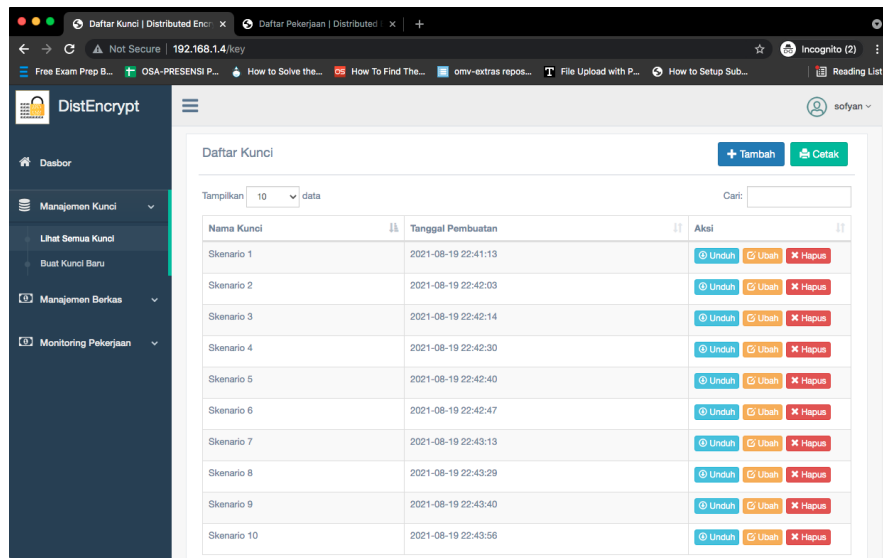 Daftar Kunci | Distributed Encr
Daftar Pekerjaan | Distributed
Not Secure | 192.168.1.4/key
Incognito (2)
Free Exam Prep B...
OSA-PRESENSI P...
How to Solve the...
How To Find The...
omv-extras repos...
File Upload with P...
How to Setup Sub...
Reading List
DistEncrypt
sofyan
Dasbor
Manajemen Kunci
Lihat Semua Kunci
Buat Kunci Baru
Manajemen Berkas
Monitoring Pekerjaan
Daftar Kunci
Tambah Cetak
Tampilkan 10 data Cari:
Nama Kunci Tanggal Pembuatan Aksi
Skenario 1 2021-08-19 22:41:13 Unduh Ubah Hapus
Skenario 2 2021-08-19 22:42:03 Unduh Ubah Hapus
Skenario 3 2021-08-19 22:42:14 Unduh Ubah Hapus
Skenario 4 2021-08-19 22:42:30 Unduh Ubah Hapus
Skenario 5 2021-08-19 22:42:40 Unduh Ubah Hapus
Skenario 6 2021-08-19 22:42:47 Unduh Ubah Hapus
Skenario 7 2021-08-19 22:43:13 Unduh Ubah Hapus
Skenario 8 2021-08-19 22:43:29 Unduh Ubah Hapus
Skenario 9 2021-08-19 22:43:40 Unduh Ubah Hapus
Skenario 10 2021-08-19 22:43:56 Unduh Ubah Hapus